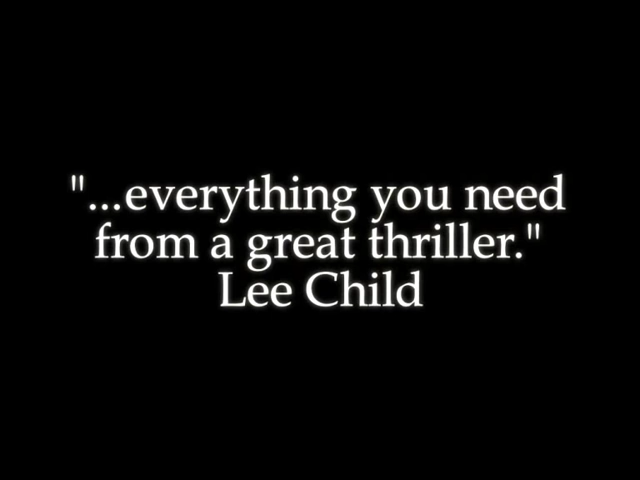 "...everything you need
from a great thriller."
Lee Child